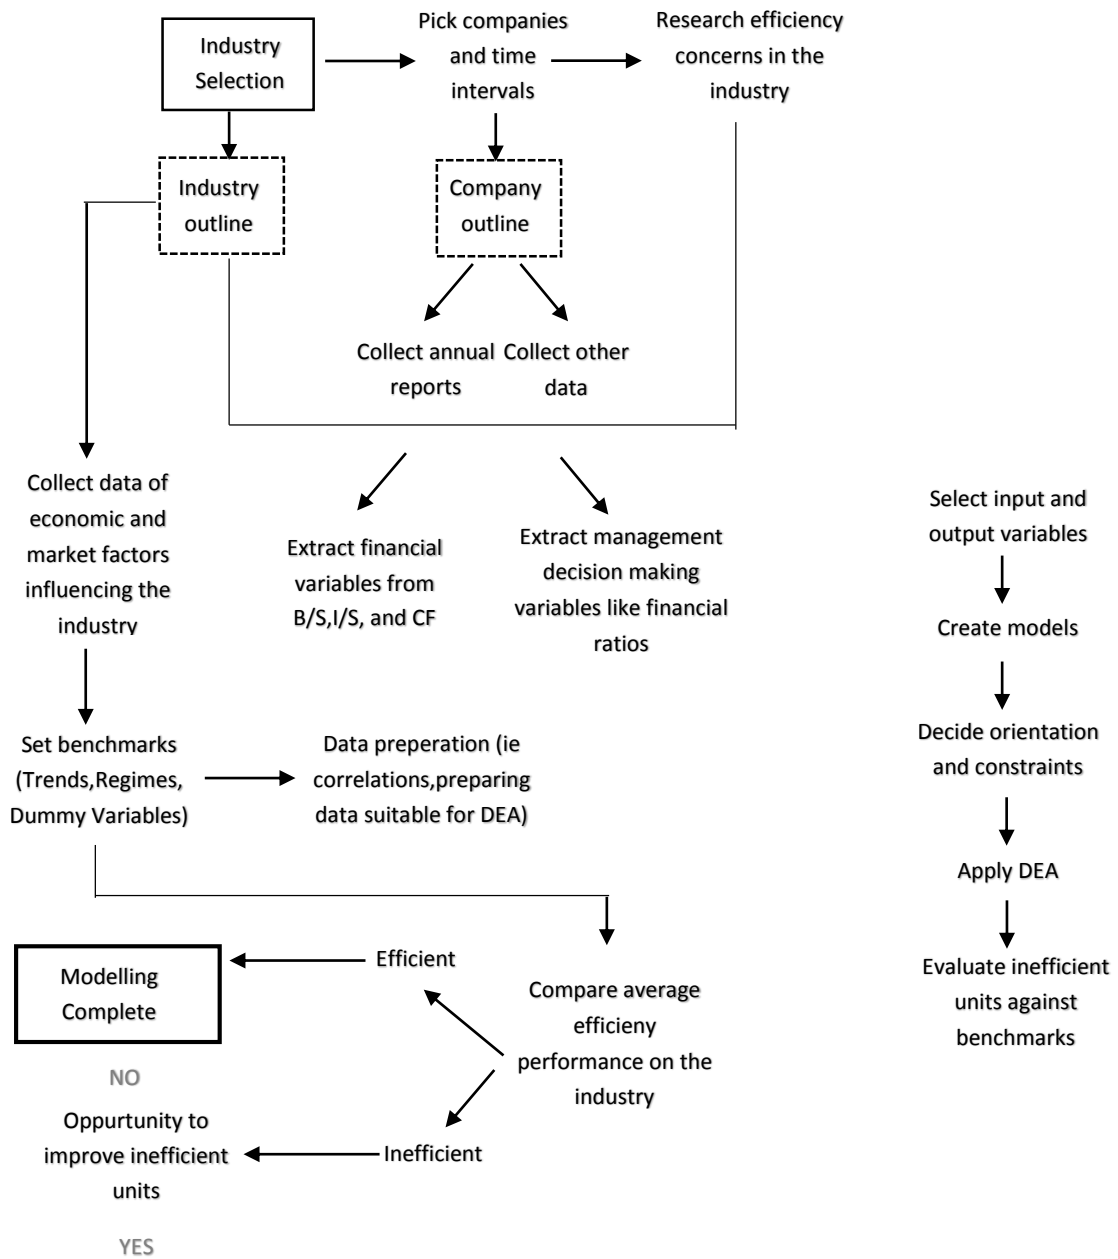 Industry
Selection
Pick companies
and time
intervals
Research efficiency
concerns in the
industry
Industry
outline
Company
outline
Collect annual
reports
Collect other
data
Collect data of
economic and
market factors
influencing the
industry
Extract financial
variables from
B/S,I/S, and CF
Extract management
decision making
variables like financial
ratios
Select input and
output variables
Create models
Decide orientation
and constraints
Apply DEA
Evaluate inefficient
units against
benchmarks
Set benchmarks
(Trends,Regimes,
Dummy Variables)
Data preperation (ie
correlations,preparing
data suitable for DEA)
Compare average
efficieny
performance on the
industry
Efficient
Modelling
Complete
NO
Inefficient
Oppurtunity to
improve inefficient
units
YES